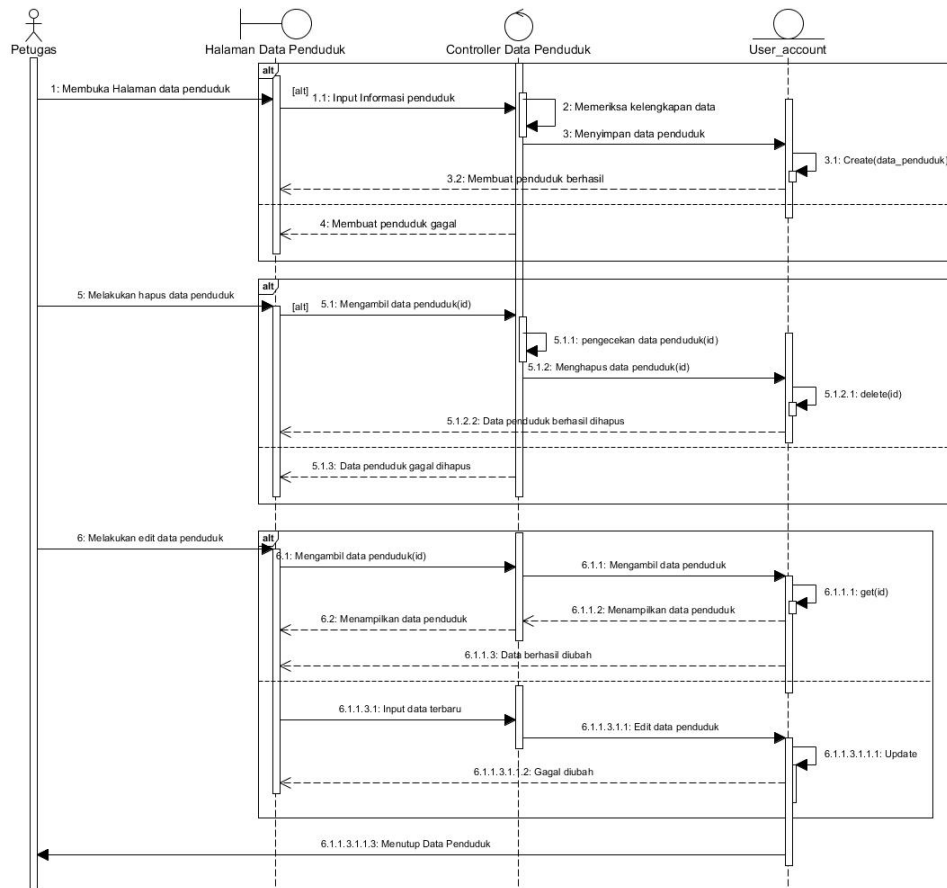 Petugas
Halaman Data Penduduk
Controller Data Penduduk
User_account
alt
1: Membuka Halaman data penduduk
[alt]
1.1: Input Informasi penduduk
2: Memeriksa kelengkapan data
3: Menyimpan data penduduk
3.1: Create(data_penduduk)
3.2: Membuat penduduk berhasil
4: Membuat penduduk gagal
alt
5: Melakukan hapus data penduduk
[alt]
5.1: Mengambil data penduduk(id)
5.1.1: pengecekan data penduduk(id)
5.1.2: Menghapus data penduduk(id)
5.1.2.1: delete(id)
5.1.2.2: Data penduduk berhasil dihapus
5.1.3: Data penduduk gagal dihapus
6: Melakukan edit data penduduk
alt
6.1: Mengambil data penduduk(id)
6.1.1: Mengambil data penduduk
6.1.1.1: get(id)
6.1.1.2: Menampilkan data penduduk
6.2: Menampilkan data penduduk
6.1.1.3: Data berhasil diubah
6.1.1.3.1: Input data terbaru
6.1.1.3.1.1: Edit data penduduk
6.1.1.3.1.1.1: Update
6.1.1.3.1.1.2: Gagal diubah
6.1.1.3.1.1.3: Menutup Data Penduduk